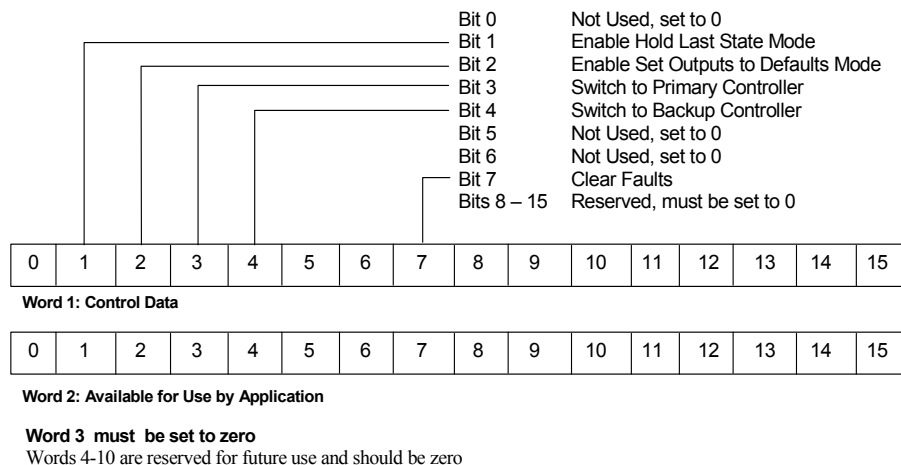 Bit 0 Not Used, set to 0
Bit 1 Enable Hold Last State Mode
Bit 2 Enable Set Outputs to Defaults Mode
Bit 3 Switch to Primary Controller
Bit 4 Switch to Backup Controller
Bit 5 Not Used, set to 0
Bit 6 Not Used, set to 0
Bit 7 Clear Faults
Bits 8 – 15 Reserved, must be set to 0
0 1 2 3 4 5 6 7 8 9 10 11 12 13 14 15
Word 1: Control Data
0 1 2 3 4 5 6 7 8 9 10 11 12 13 14 15
Word 2: Available for Use by Application
Word 3 must be set to zero
Words 4-10 are reserved for future use and should be zero